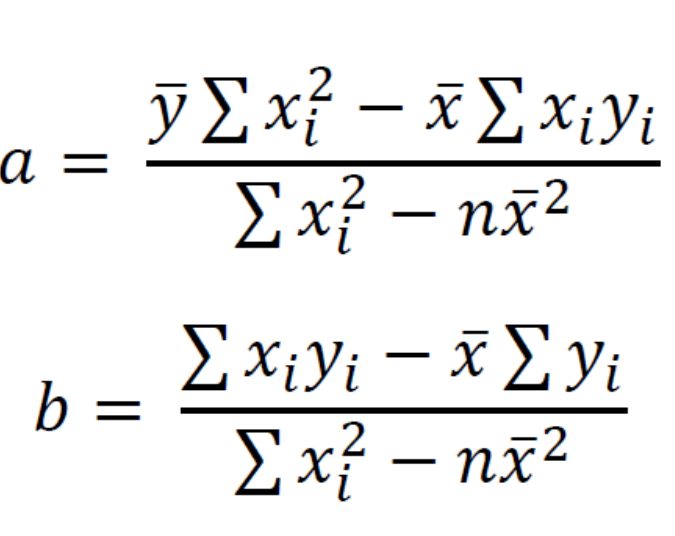 a = (ȳ ∑ xᵢ² − x̄ ∑ xᵢyᵢ) / (∑ xᵢ² − nx̄²)
b = (∑ xᵢyᵢ − x̄ ∑ yᵢ) / (∑ xᵢ² − nx̄²)